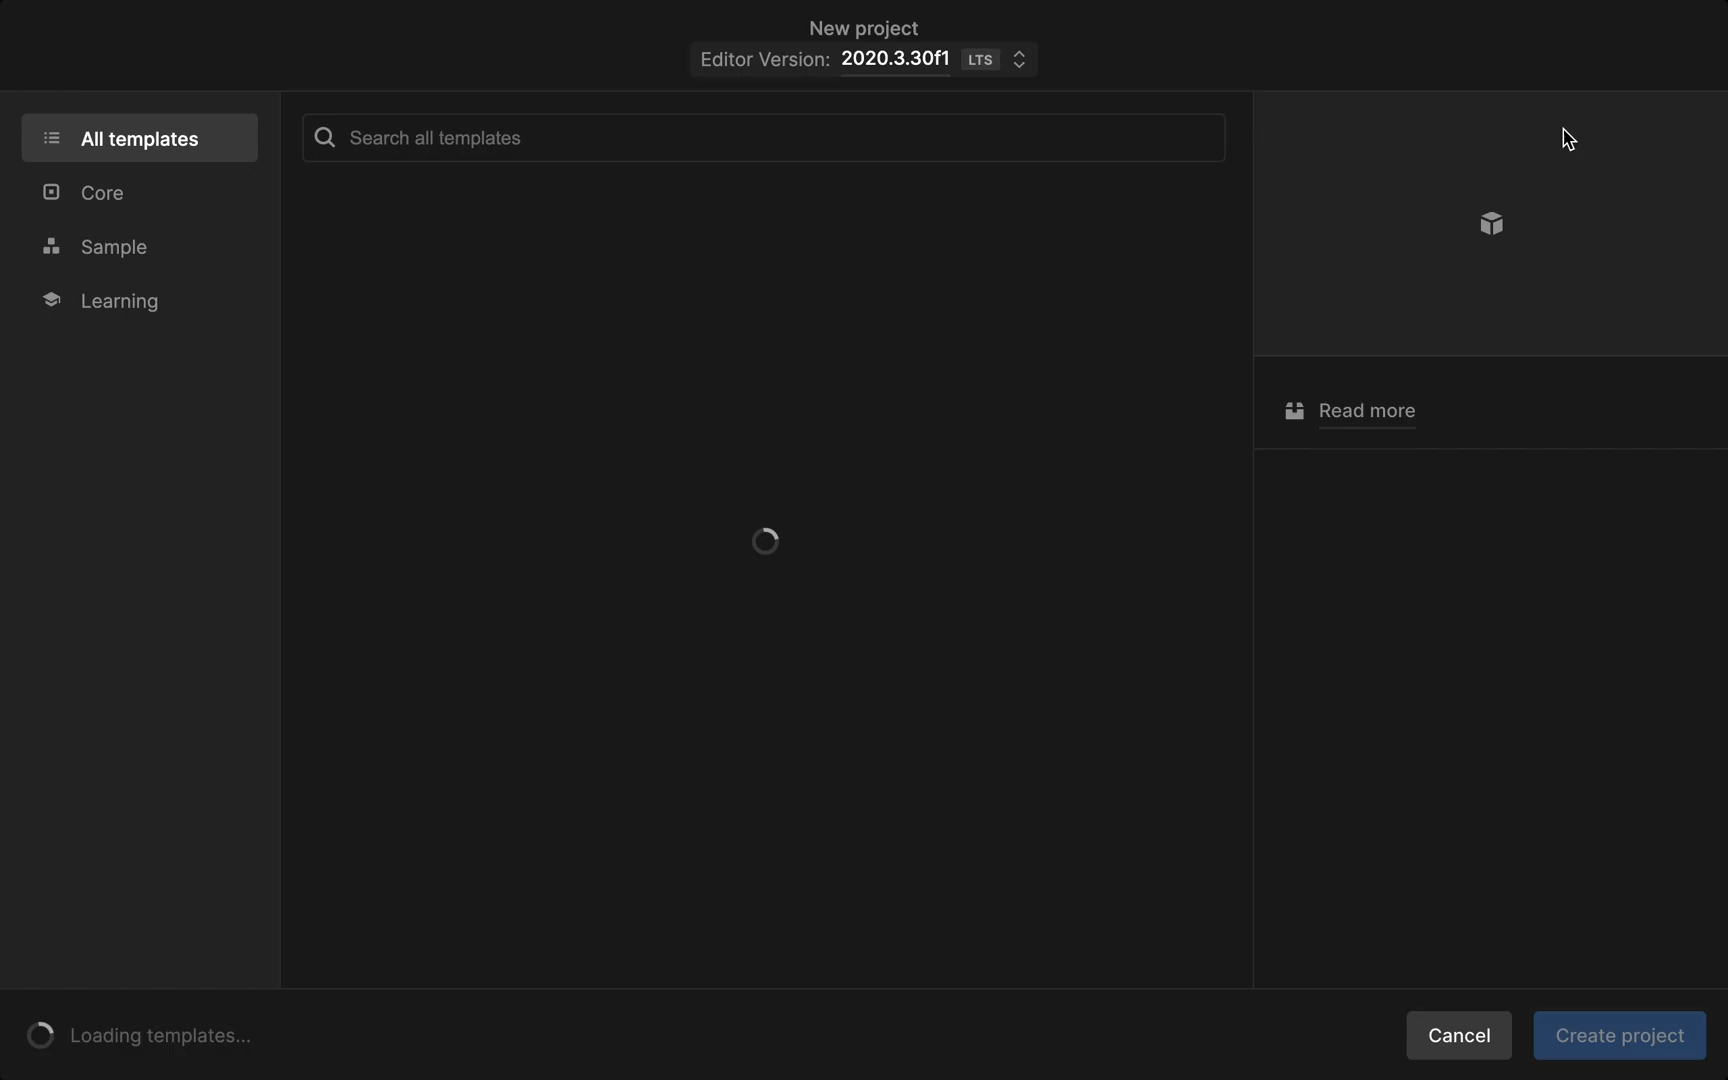 New project
Editor Version: 2020.3.30f1 LTS
All templates
Core
Sample
Learning
Search all templates
Read more
Loading templates...
Cancel
Create project